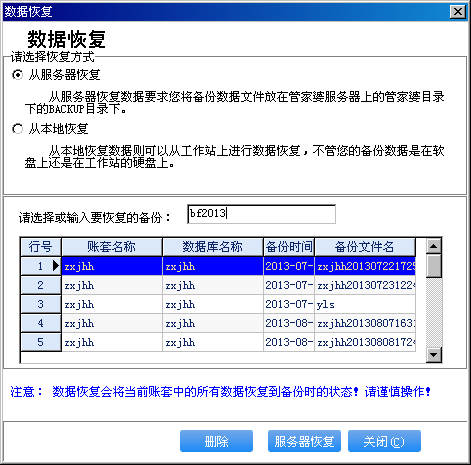 数据恢复
数据恢复
请选择恢复方式
从服务器恢复
从服务器恢复数据要求您将备份数据文件放在管家婆服务器上的管家婆目录
下的BACKUP目录下。
从本地恢复
从本地恢复数据则可以从工作站上进行数据恢复，不管您的备份数据是在软
盘上还是在工作站的硬盘上。
请选择或输入要恢复的备份： bf2013
行号 账套名称 数据库名称 备份时间 备份文件名
1 zxjhh zxjhh 2013-07- zxjhh201307221725
2 zxjhh zxjhh 2013-07- zxjhh201307231224
3 zxjhh zxjhh 2013-07- yls
4 zxjhh zxjhh 2013-08- zxjhh201308071631
5 zxjhh zxjhh 2013-08- zxjhh201308081724
注意： 数据恢复会将当前账套中的所有数据恢复到备份时的状态！请谨慎操作！
删除 服务器恢复 关闭(C)